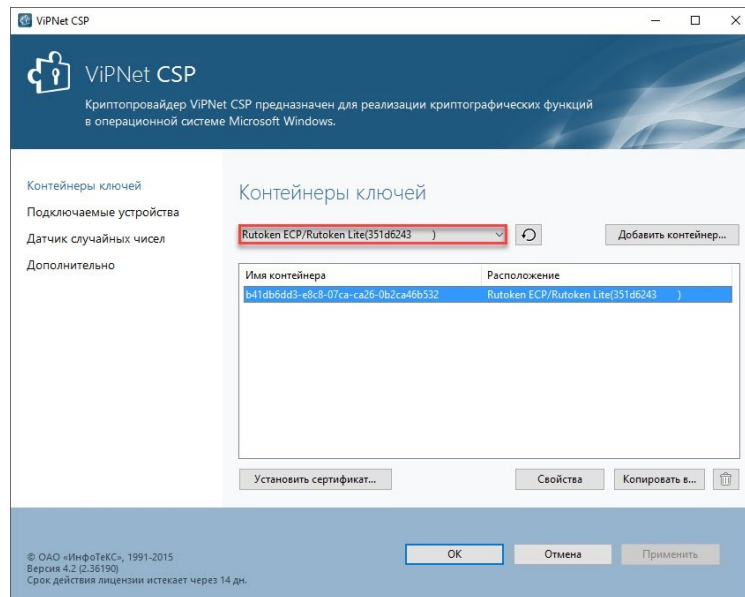 ViPNet CSP
ViPNet CSP
Криптопровайдер ViPNet CSP предназначен для реализации криптографических функций
в операционной системе Microsoft Windows.
Контейнеры ключей
Подключаемые устройства
Датчик случайных чисел
Дополнительно
Контейнеры ключей
Rutoken ECP/Rutoken Lite(351d6243 )
Добавить контейнер...
Имя контейнера Расположение
b41db6dd3-e8c8-07ca-ca26-0b2ca46b532 Rutoken ECP/Rutoken Lite(351d6243 )
Установить сертификат... Свойства Копировать в...
© ОАО «ИнфоТеКС», 1991-2015
Версия 4.2 (2.36190)
Срок действия лицензии истекает через 14 дн.
OK Отмена Применить